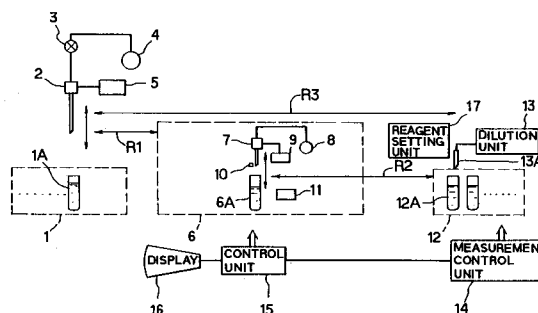 3
4
2
5
R3
17
13
REAGENT
SETTING
UNIT
DILUTION
UNIT
1A
R1
7
9
8
10
R2
13A
6A
11
12A
1
6
12
DISPLAY
CONTROL
UNIT
MEASUREMENT
CONTROL
UNIT
16
15
14